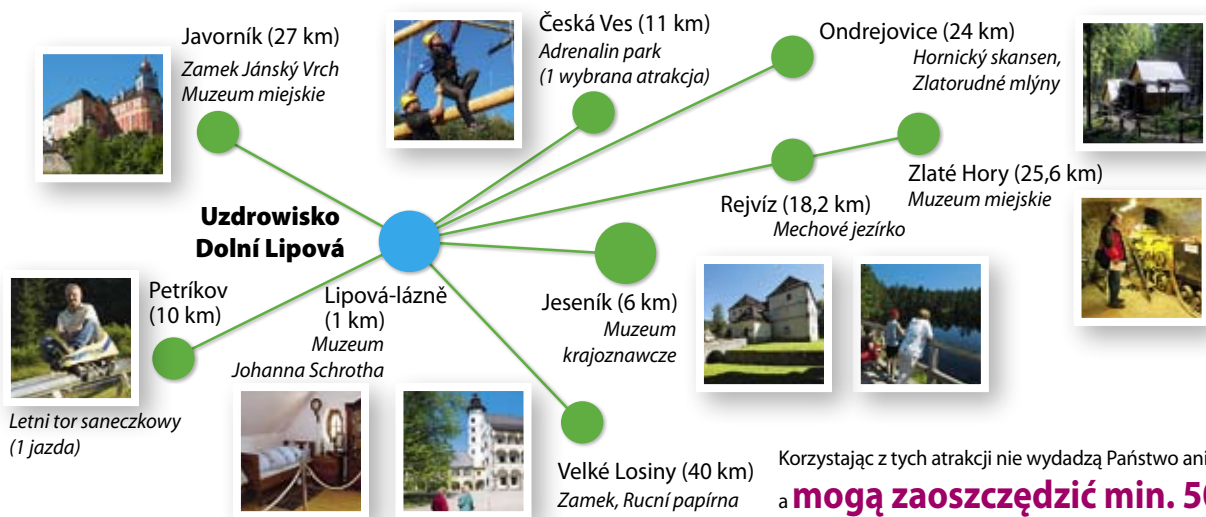 Javorník (27 km)
Zamek Jánský Vrch
Muzeum miejskie
Česká Ves (11 km)
Adrenalin park
(1 wybrana atrakcja)
Ondrejovice (24 km)
Hornický skansen,
Zlatorudné mlýny
Zlaté Hory (25,6 km)
Muzeum miejskie
Rejvíz (18,2 km)
Mechové jezírko
Uzdrowisko
Dolní Lipová
Petríkov
(10 km)
Letni tor saneczkowy
(1 jazda)
Lipová-lázně
(1 km)
Muzeum
Johanna Schrotha
Jeseník (6 km)
Muzeum
krajoznawcze
Velké Losiny (40 km)
Zamek, Rucní papírna
Korzystając z tych atrakcji nie wydadzą Państwo ani
a mogą zaoszczędzić min.